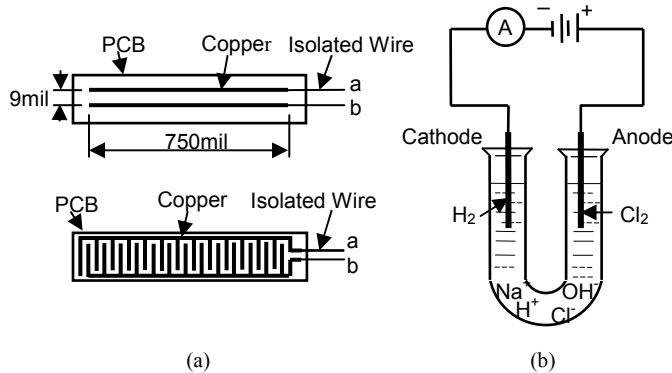 PCB
Copper
Isolated Wire
a
b
9mil
750mil
PCB
Copper
Isolated Wire
a
b
(a)
(b)
A
− +
Cathode
Anode
H2
Cl2
Na+
OH-
H+
Cl-